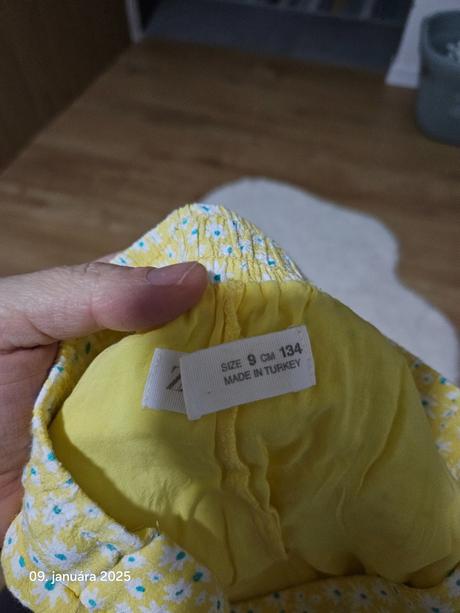 SIZE 9 CM 134
MADE IN TURKEY
09. januára 2025